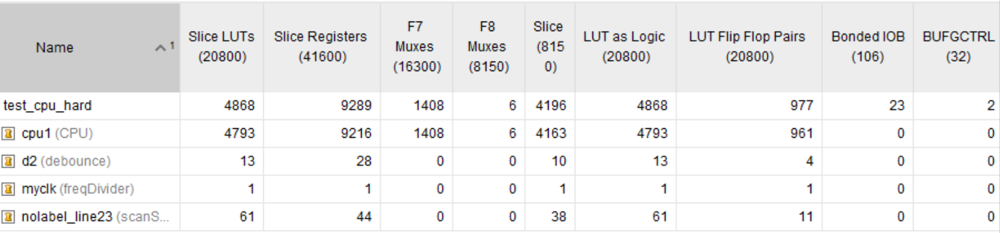 Name 1 Slice LUTs (20800) Slice Registers (41600) F7 Muxes (16300) F8 Muxes (8150) Slice (815 0) LUT as Logic (20800) LUT Flip Flop Pairs (20800) Bonded IOB (106) BUFGCTRL (32)
test_cpu_hard 4868 9289 1408 6 4196 4868 977 23 2
cpu1 (CPU) 4793 9216 1408 6 4163 4793 961 0 0
d2 (debounce) 13 28 0 0 10 13 4 0 0
myclk (freqDivider) 1 1 0 0 1 1 1 0 0
nolabel_line23 (scanS... 61 44 0 0 38 61 11 0 0